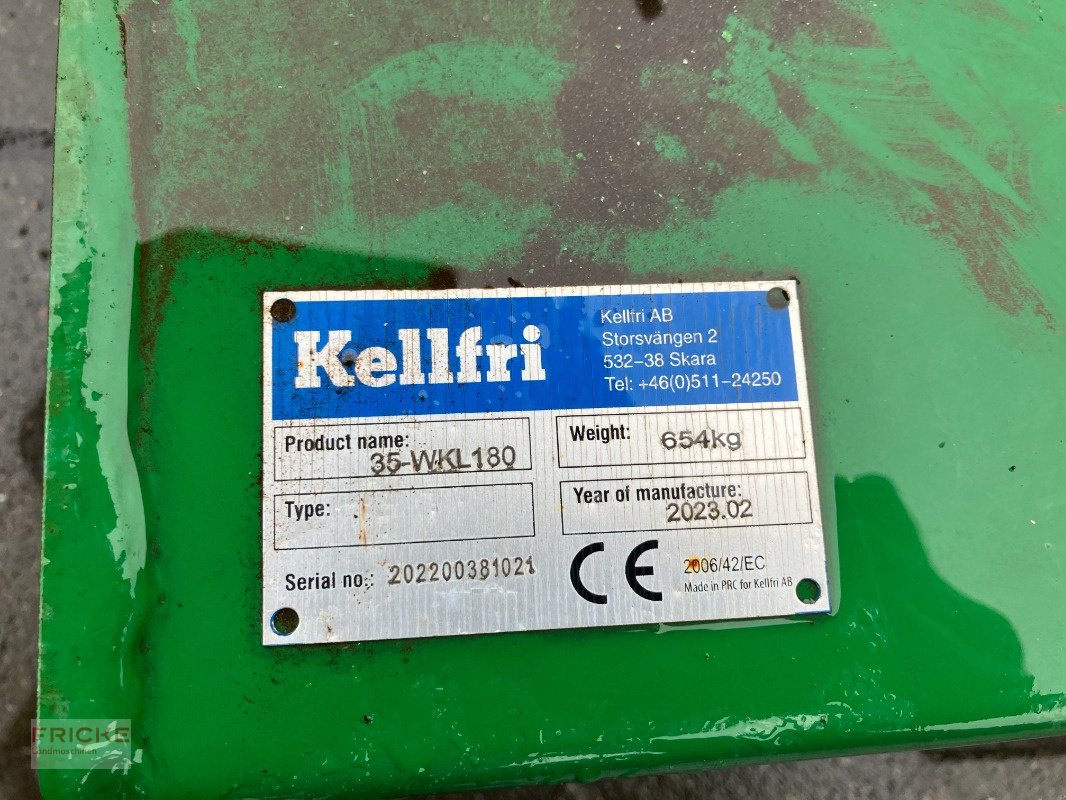 Kellfri
Kellfri AB
Storsvängen 2
532-38 Skara
Tel: +46(0)511-24250
Product name:
35-WKL180
Weight: 654kg
Type:
Year of manufacture:
2023.02
Serial no.: 202200381021
CE 2006/42/EC
Made in PRC for Kellfri AB
FRICKE
Landmaschinen